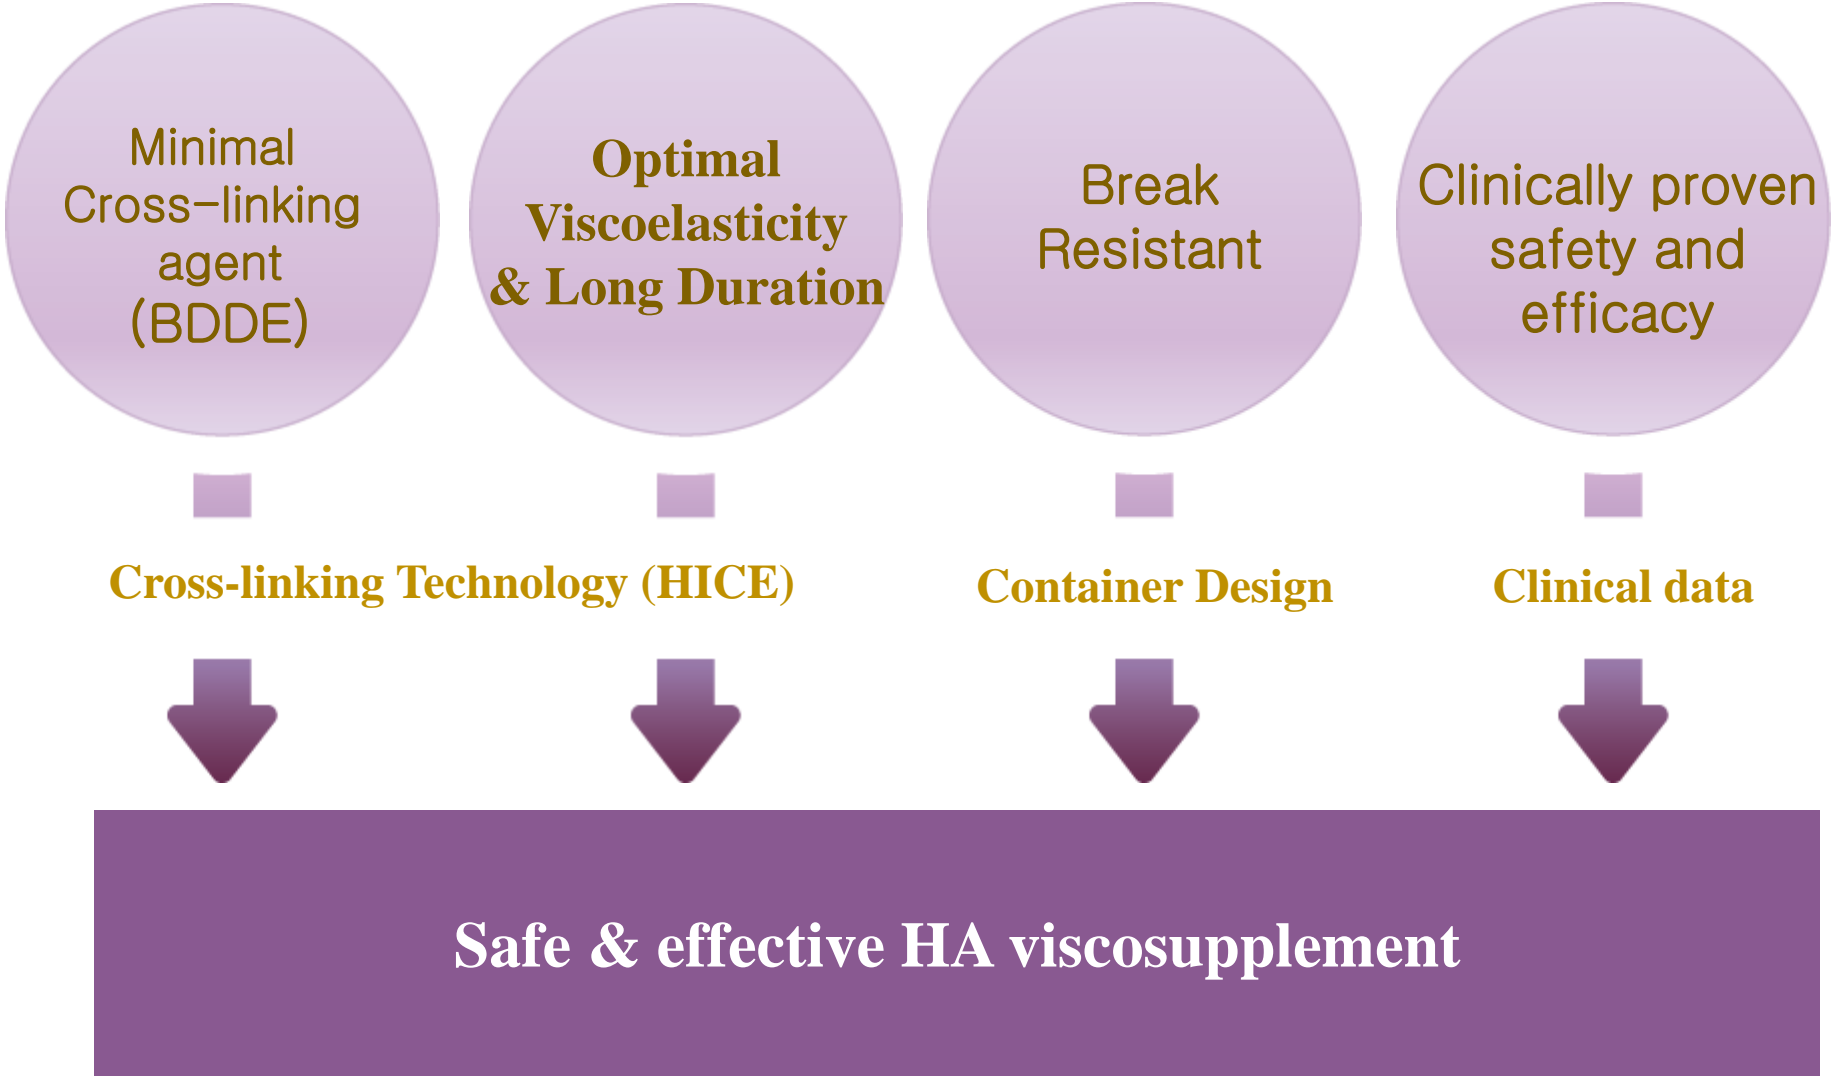 Minimal
Cross-linking
agent
(BDDE)
Optimal
Viscoelasticity
& Long Duration
Break
Resistant
Clinically proven
safety and
efficacy
Cross-linking Technology (HICE)
Container Design
Clinical data
Safe & effective HA viscosupplement